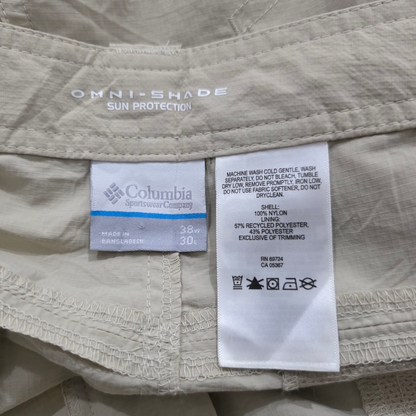 OMNI-SHADE
SUN PROTECTION
Columbia
Sportswear Company
MADE IN
BANGLADESH
38W
30L
MACHINE WASH COLD GENTLE, WASH
SEPARATELY, DO NOT BLEACH, TUMBLE
DRY LOW, REMOVE PROMPTLY, IRON LOW,
DO NOT USE FABRIC SOFTENER, DO NOT
DRY CLEAN.
SHELL:
100% NYLON
LINING:
57% RECYCLED POLYESTER,
43% POLYESTER
EXCLUSIVE OF TRIMMING
RN 69724
CA 05367